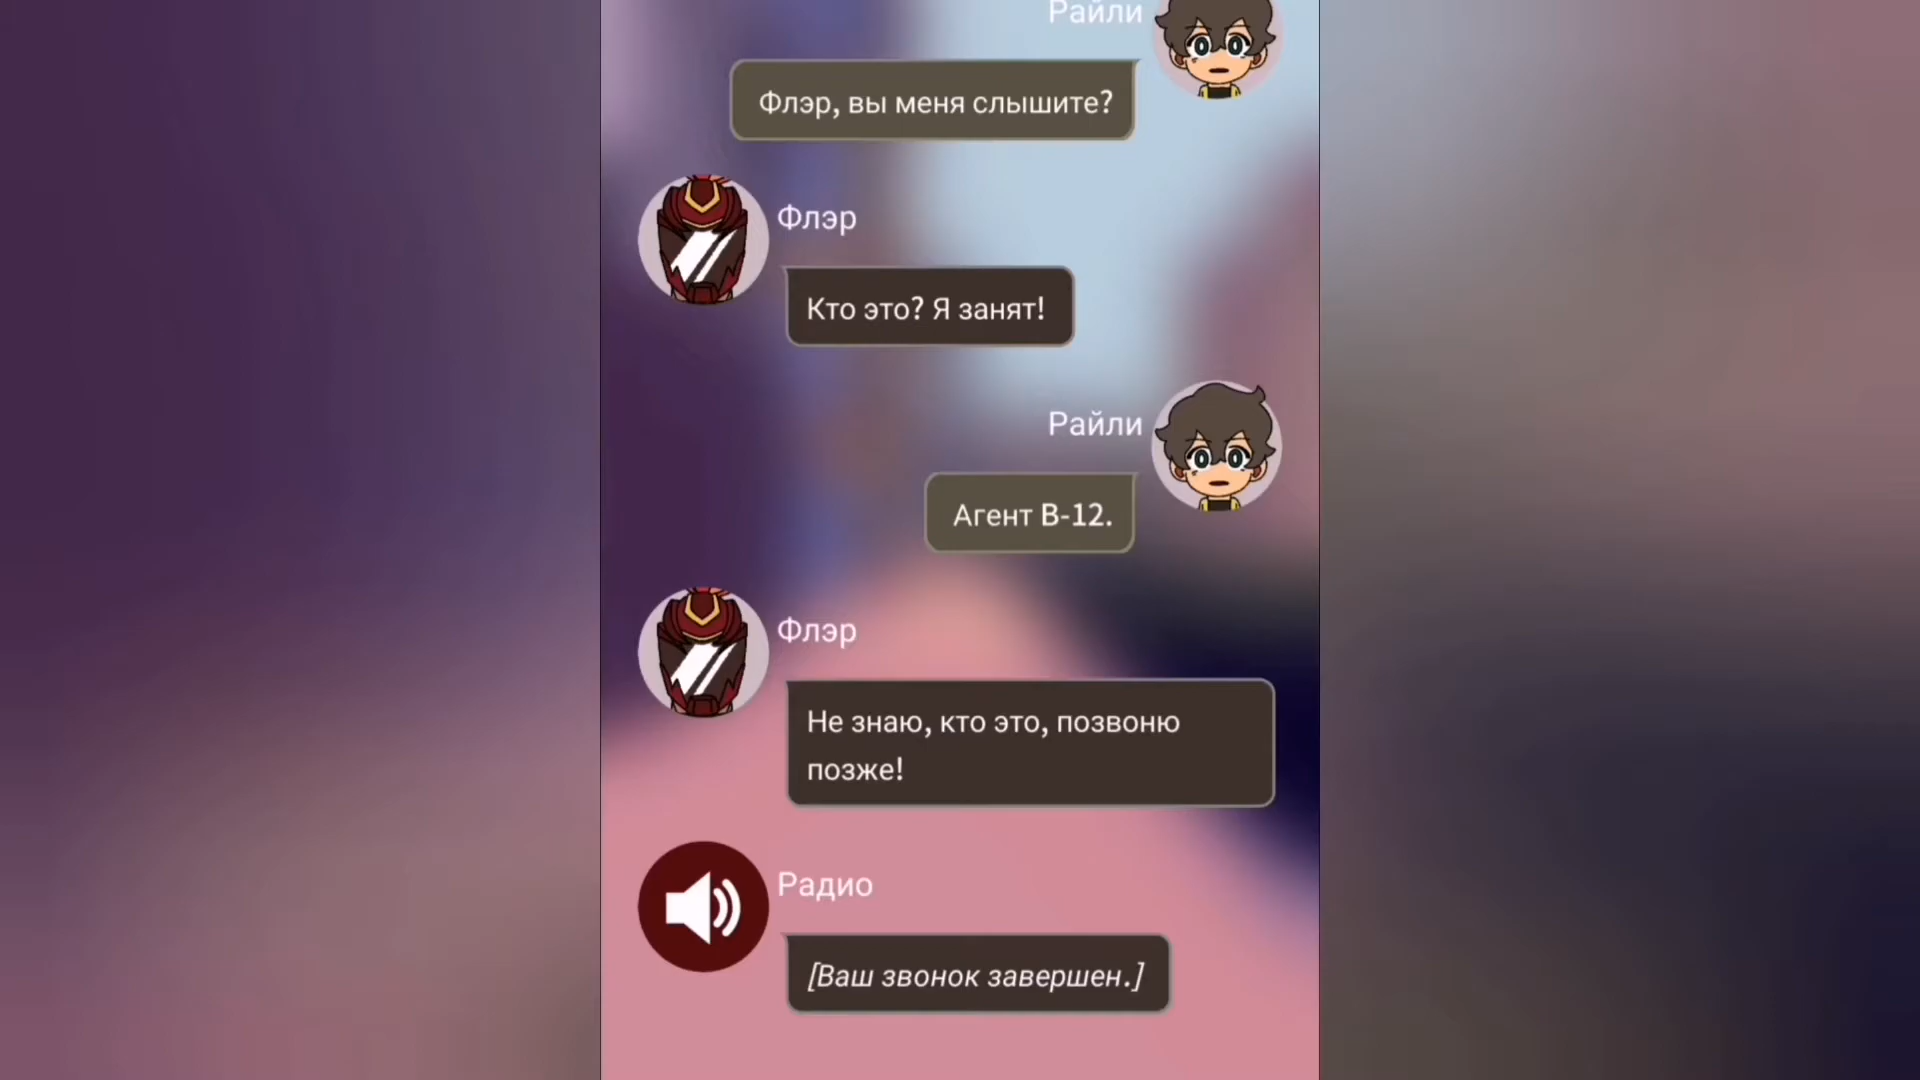 Райли
Флэр, вы меня слышите?
Флэр
Кто это? Я занят!
Райли
Агент В-12.
Флэр
Не знаю, кто это, позвоню
позже!
Радио
[Ваш звонок завершен.]